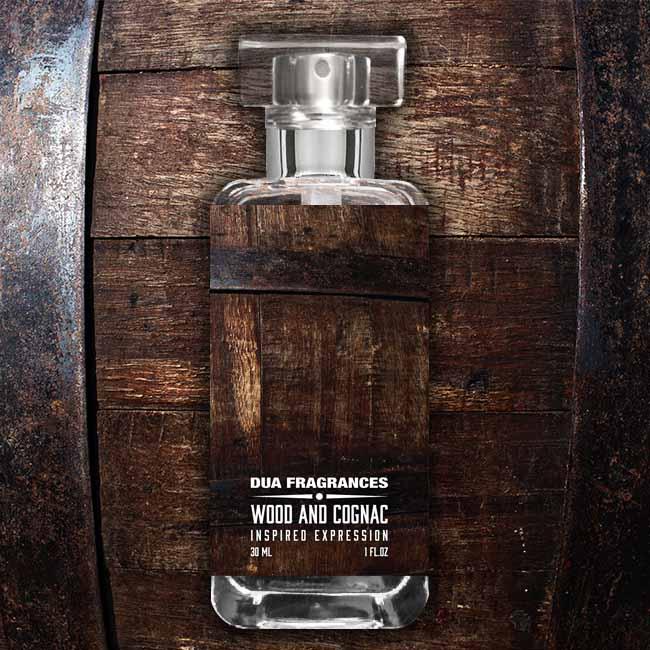 DUA FRAGRANCES
WOOD AND COGNAC
INSPIRED EXPRESSION
30 ML 1 FL.OZ